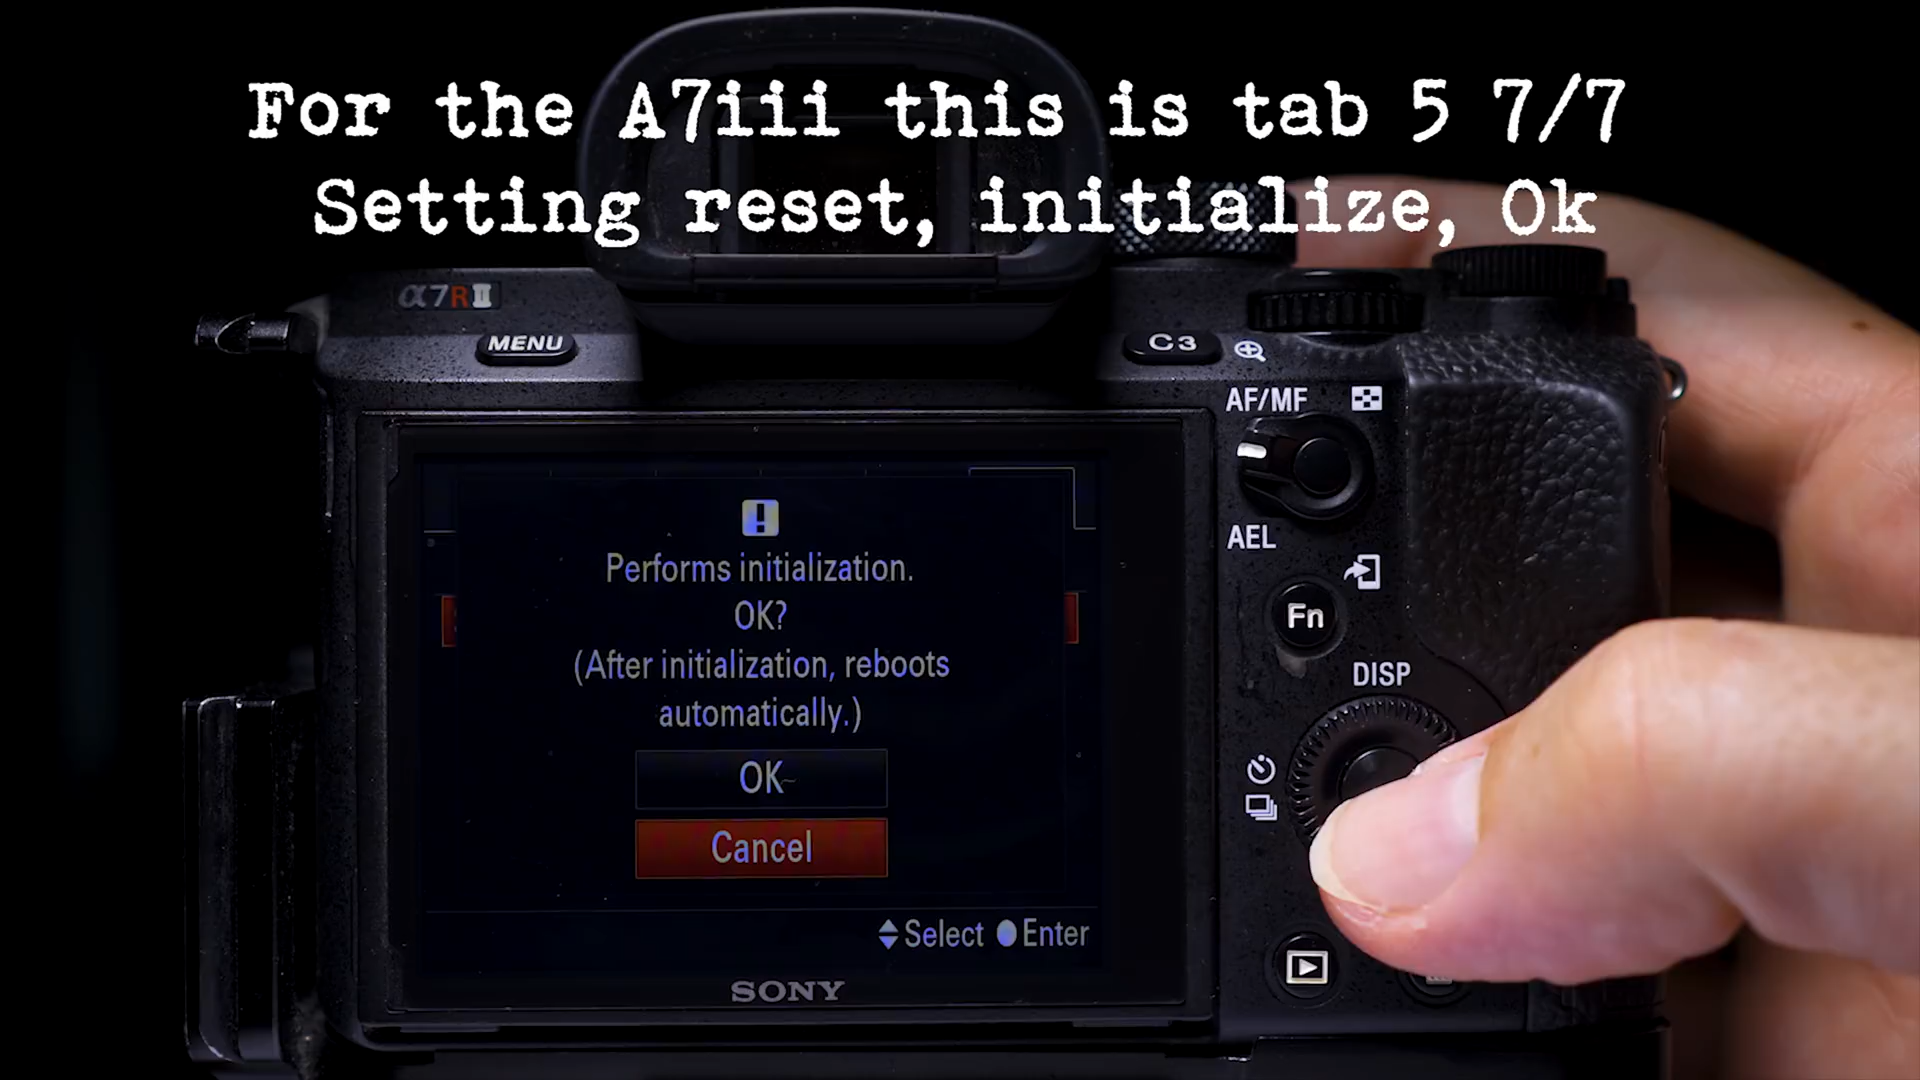 For the A7iii this is tab 5 7/7
Setting reset, initialize, Ok
α7RII
MENU
C3
AF/MF
AEL
Fn
DISP
Performs initialization.
OK?
(After initialization, reboots
automatically.)
OK
Cancel
Select Enter
SONY